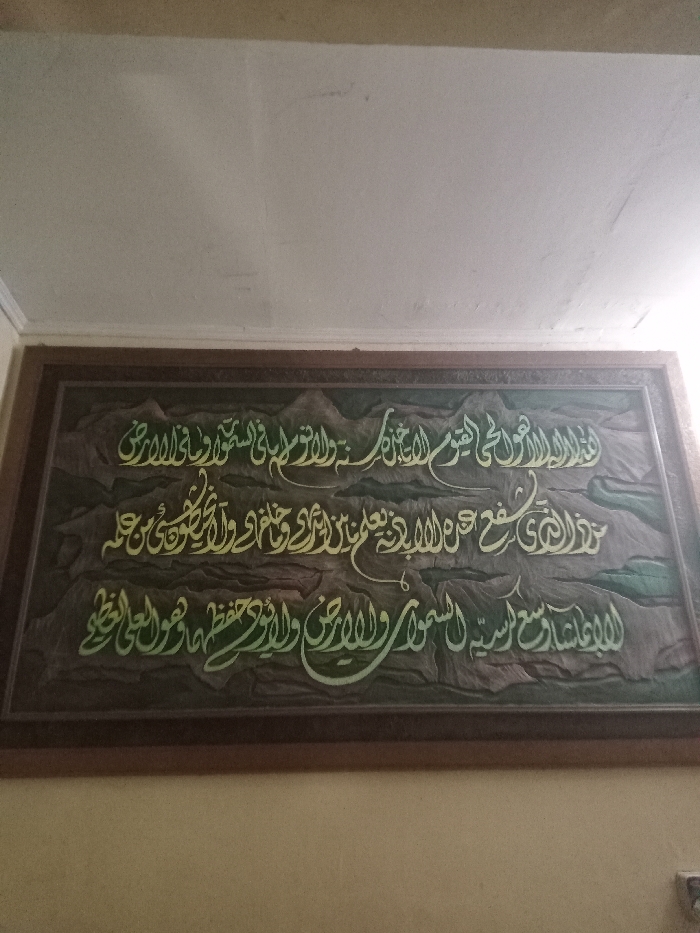 الله لا اله الا هو الحي القيوم لا تاخذه سنة ولا نوم له ما في السموات وما في الارض
من ذا الذي يشفع عنده الا باذنه يعلم ما بين ايديهم وما خلفهم ولا يحيطون بشئ من علمه
الا بما شاء وسع كرسيه السموات والارض ولا يؤده حفظهما وهو العلي العظيم